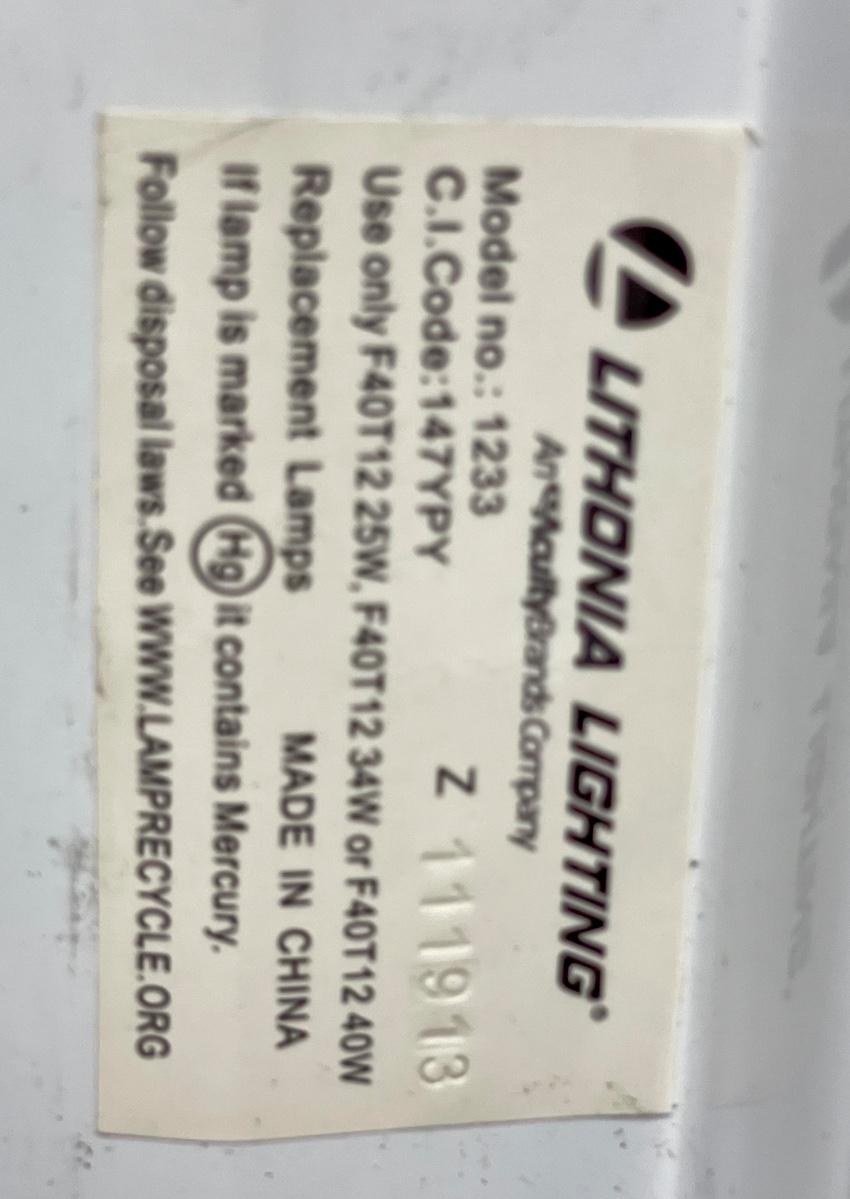 LITHONIA LIGHTING®
An AcuityBrands Company
Model no.: 1233
C.I.Code:147YPY Z 111913
Use only F40T12 25W, F40T12 34W or F40T12 40W
Replacement Lamps MADE IN CHINA
If lamp is marked Hg it contains Mercury.
Follow disposal laws.See WWW.LAMPRECYCLE.ORG